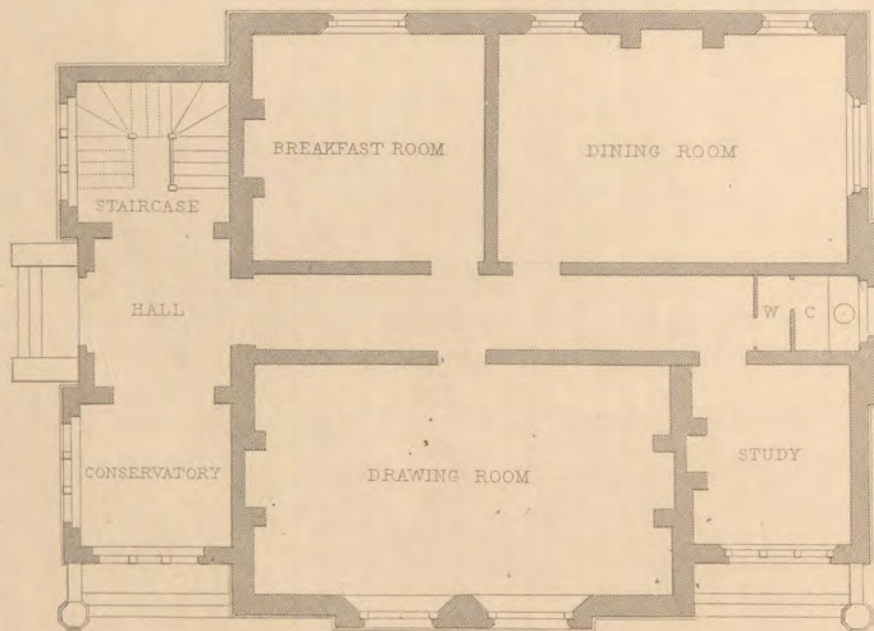 BREAKFAST ROOM
DINING ROOM
STAIRCASE
HALL
W C
CONSERVATORY
DRAWING ROOM
STUDY